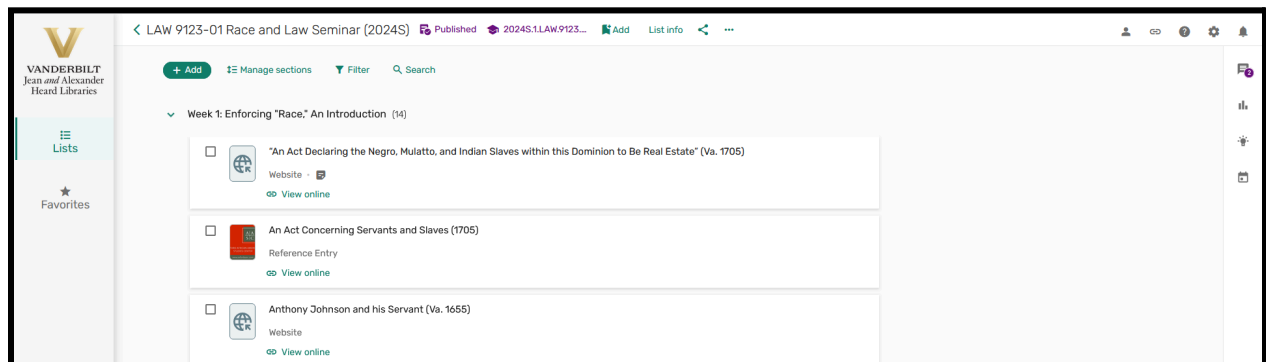 LAW 9123-01 Race and Law Seminar (2024S) Published 2024S.1.LAW.9123.... Add List info
VANDERBILT
Jean and Alexander
Heard Libraries
Lists
Favorites
+ Add Manage sections Filter Search
2
Week 1: Enforcing "Race," An Introduction (14)
"An Act Declaring the Negro, Mulatto, and Indian Slaves within this Dominion to Be Real Estate" (Va. 1705)
Website ·
View online
An Act Concerning Servants and Slaves (1705)
Reference Entry
View online
Anthony Johnson and his Servant (Va. 1655)
Website
View online